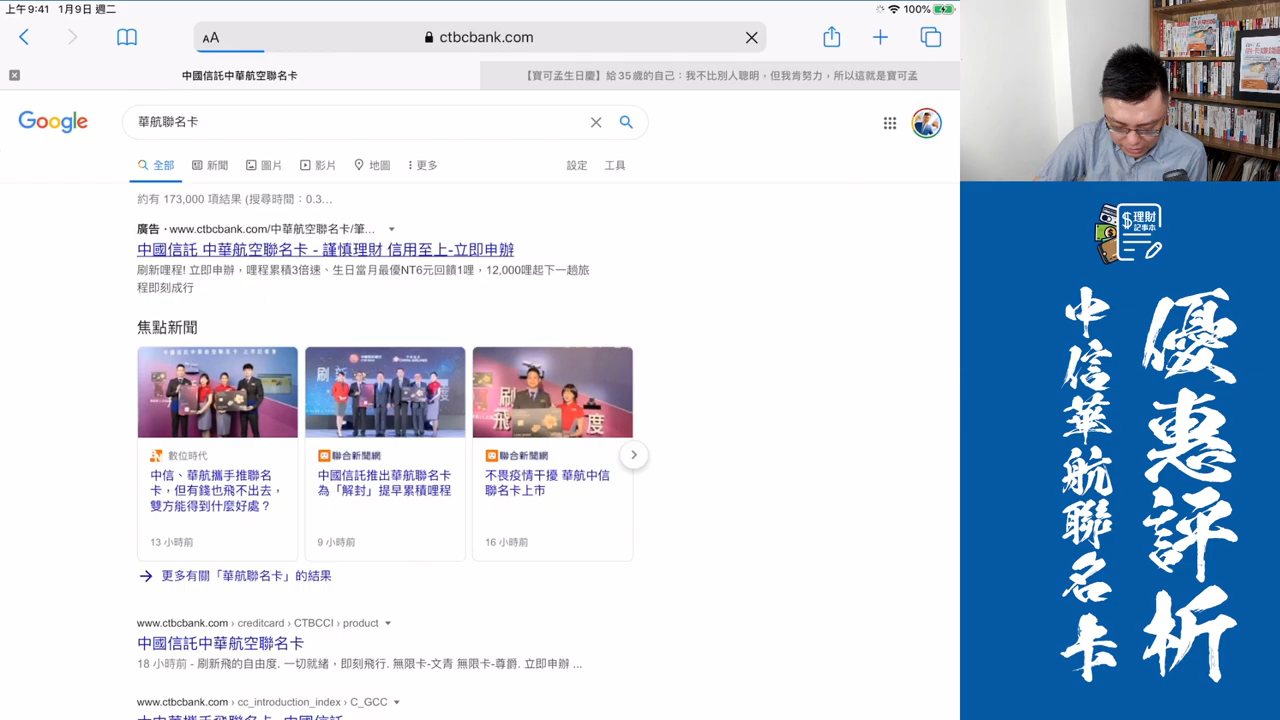 上午9:41 1月9日 週二
100%
AA
ctbcbank.com
中國信託中華航空聯名卡
【寶可孟生日慶】給35歲的自己：我不比別人聰明，但我肯努力，所以這就是寶可孟
Google
華航聯名卡
全部
新聞
圖片
影片
地圖
更多
設定
工具
約有 173,000 項結果 (搜尋時間：0.3...
廣告 · www.ctbcbank.com/中華航空聯名卡/筆...
中國信託 中華航空聯名卡 - 謹慎理財 信用至上-立即申辦
刷新哩程! 立即申辦，哩程累積3倍速、生日當月最優NT6元回饋1哩，12,000哩起下一趟旅
程即刻成行
焦點新聞
數位時代
中信、華航攜手推聯名
卡，但有錢也飛不出去，
雙方能得到什麼好處？
13 小時前
聯合新聞網
中國信託推出華航聯名卡
為「解封」提早累積哩程
9 小時前
聯合新聞網
不畏疫情干擾 華航中信
聯名卡上市
16 小時前
更多有關「華航聯名卡」的結果
www.ctbcbank.com › creditcard › CTBCCI › product
中國信託中華航空聯名卡
18 小時前 - 刷新飛的自由度. 一切就緒，即刻飛行. 無限卡-文青 無限卡-尊爵. 立即申辦 ...
www.ctbcbank.com › cc_introduction_index › C_GCC
$理財
記事本
優惠評析
中信華航聯名卡